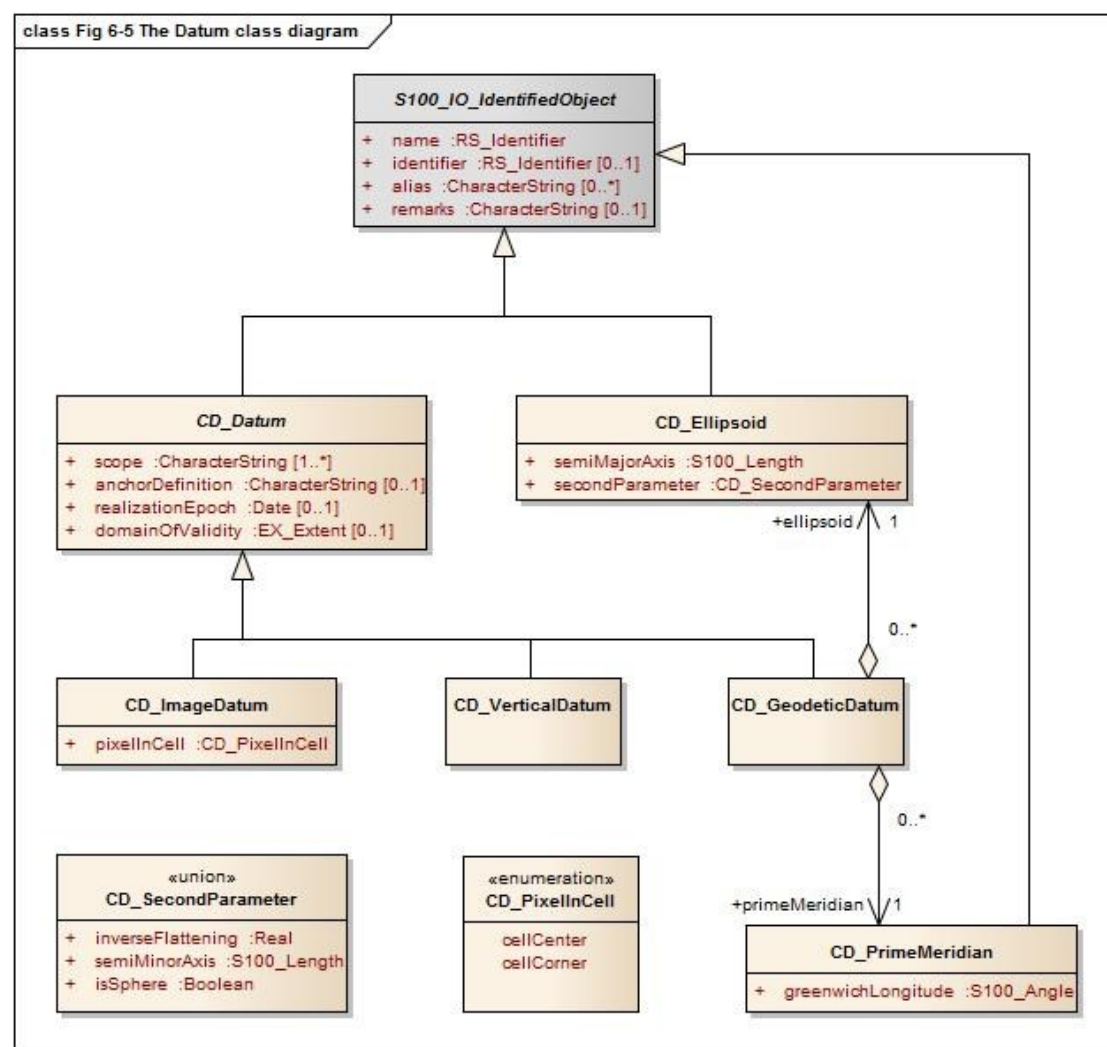 class Fig 6-5 The Datum class diagram
S100_IO_IdentifiedObject
+ name :RS_Identifier
+ identifier :RS_Identifier [0..1]
+ alias :CharacterString [0..*]
+ remarks :CharacterString [0..1]
CD_Datum
+ scope :CharacterString [1..*]
+ anchorDefinition :CharacterString [0..1]
+ realizationEpoch :Date [0..1]
+ domainOfValidity :EX_Extent [0..1]
CD_Ellipsoid
+ semiMajorAxis :S100_Length
+ secondParameter :CD_SecondParameter
+ellipsoid 1
0..*
CD_ImageDatum
+ pixelInCell :CD_PixelInCell
CD_VerticalDatum
CD_GeodeticDatum
0..*
+primeMeridian 1
«union»
CD_SecondParameter
+ inverseFlattening :Real
+ semiMinorAxis :S100_Length
+ isSphere :Boolean
«enumeration»
CD_PixelInCell
cellCenter
cellCorner
CD_PrimeMeridian
+ greenwichLongitude :S100_Angle